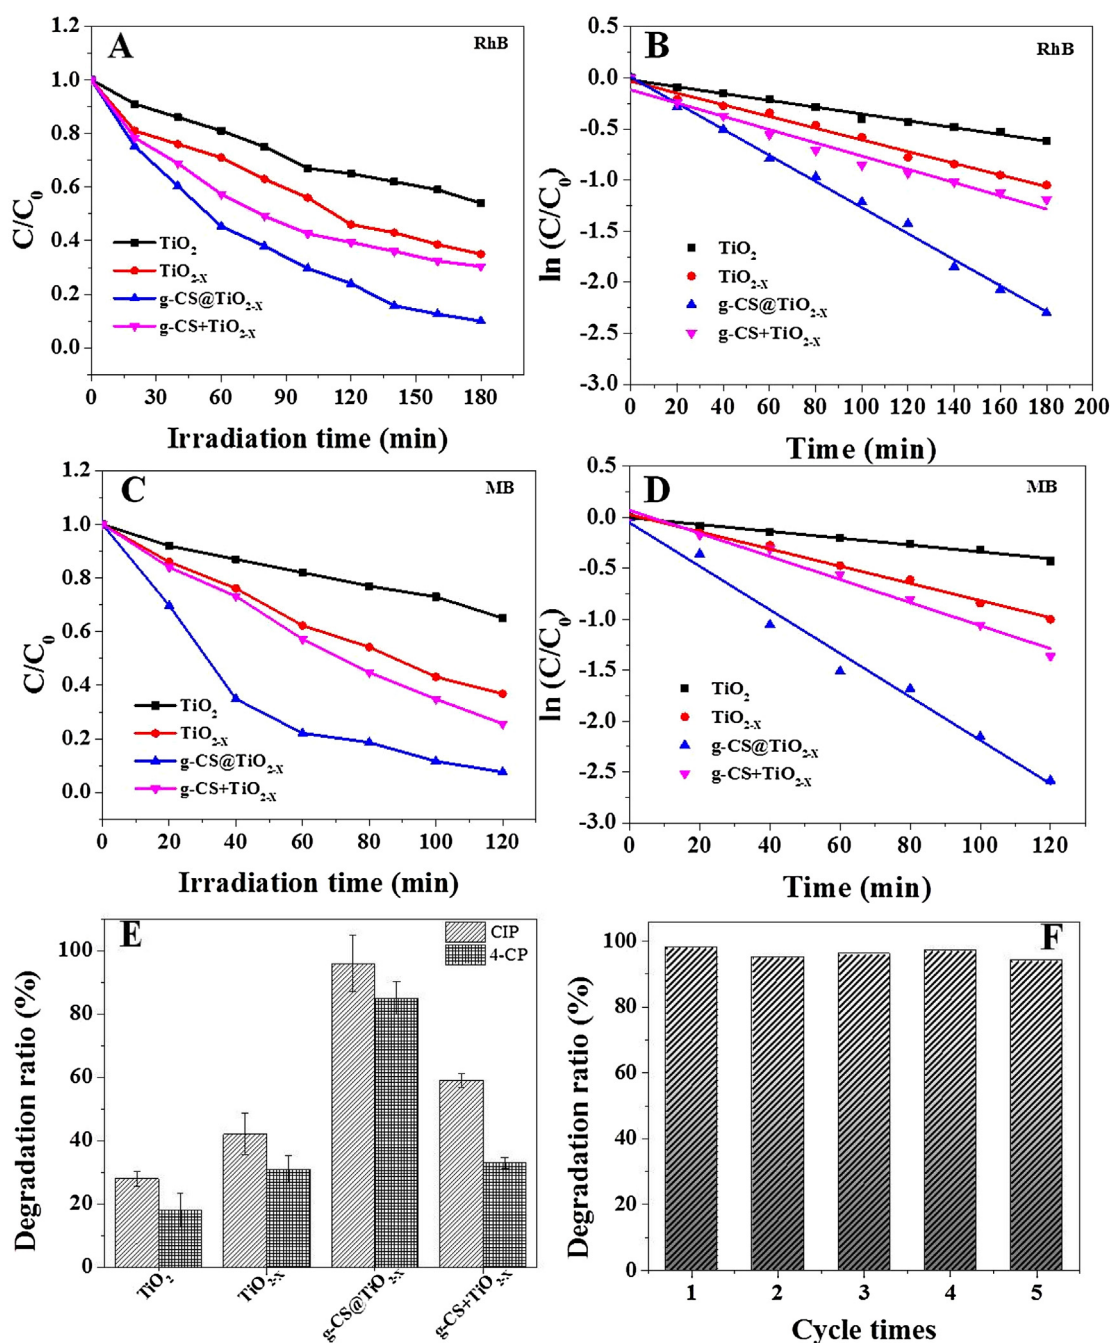 A
RhB
C/C0
1.2
1.0
0.8
0.6
0.4
0.2
0.0
TiO2
TiO2-X
g-CS@TiO2-X
g-CS+TiO2-X
0 30 60 90 120 150 180
Irradiation time (min)
B
RhB
ln (C/C0)
0.5
0.0
-0.5
-1.0
-1.5
-2.0
-2.5
-3.0
TiO2
TiO2-X
g-CS@TiO2-X
g-CS+TiO2-X
0 20 40 60 80 100 120 140 160 180 200
Time (min)
C
MB
C/C0
1.2
1.0
0.8
0.6
0.4
0.2
0.0
TiO2
TiO2-X
g-CS@TiO2-X
g-CS+TiO2-X
0 20 40 60 80 100 120
Irradiation time (min)
D
MB
ln (C/C0)
0.5
0.0
-0.5
-1.0
-1.5
-2.0
-2.5
-3.0
TiO2
TiO2-X
g-CS@TiO2-X
g-CS+TiO2-X
0 20 40 60 80 100 120
Time (min)
E
CIP
4-CP
Degradation ratio (%)
100
80
60
40
20
0
TiO2
TiO2-X
g-CS@TiO2-X
g-CS+TiO2-X
F
Degradation ratio (%)
100
80
60
40
20
0
1 2 3 4 5
Cycle times